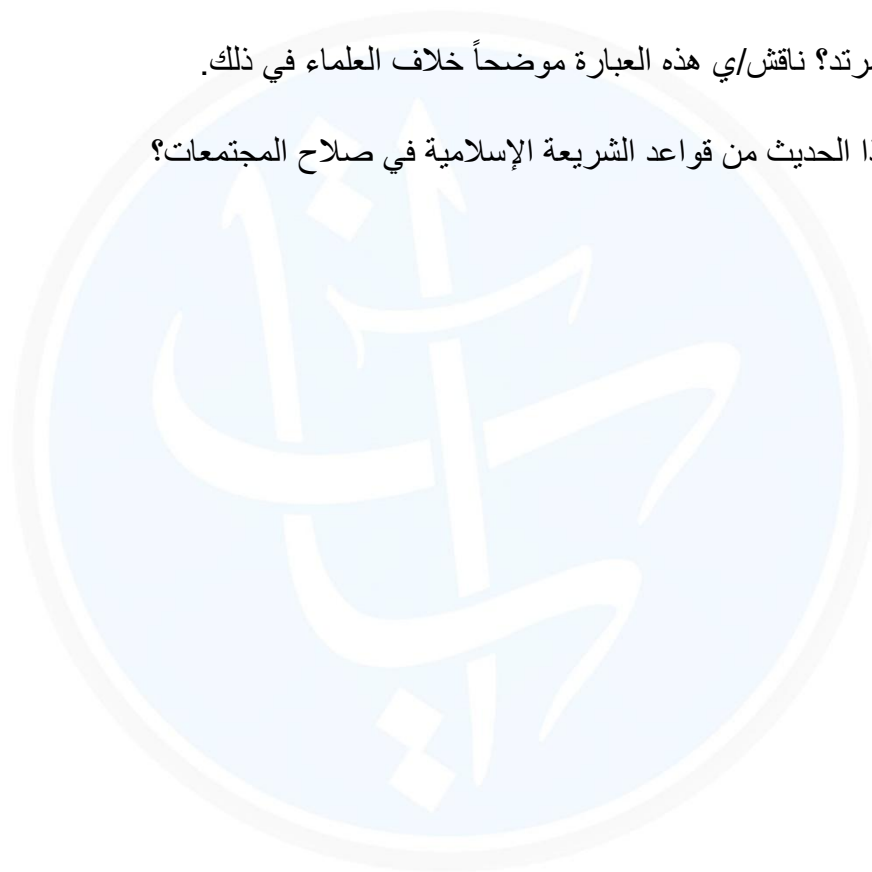 رتد؟ ناقش/ي هذه العبارة موضحاً خلاف العلماء في ذلك.
ذا الحديث من قواعد الشريعة الإسلامية في صلاح المجتمعات؟